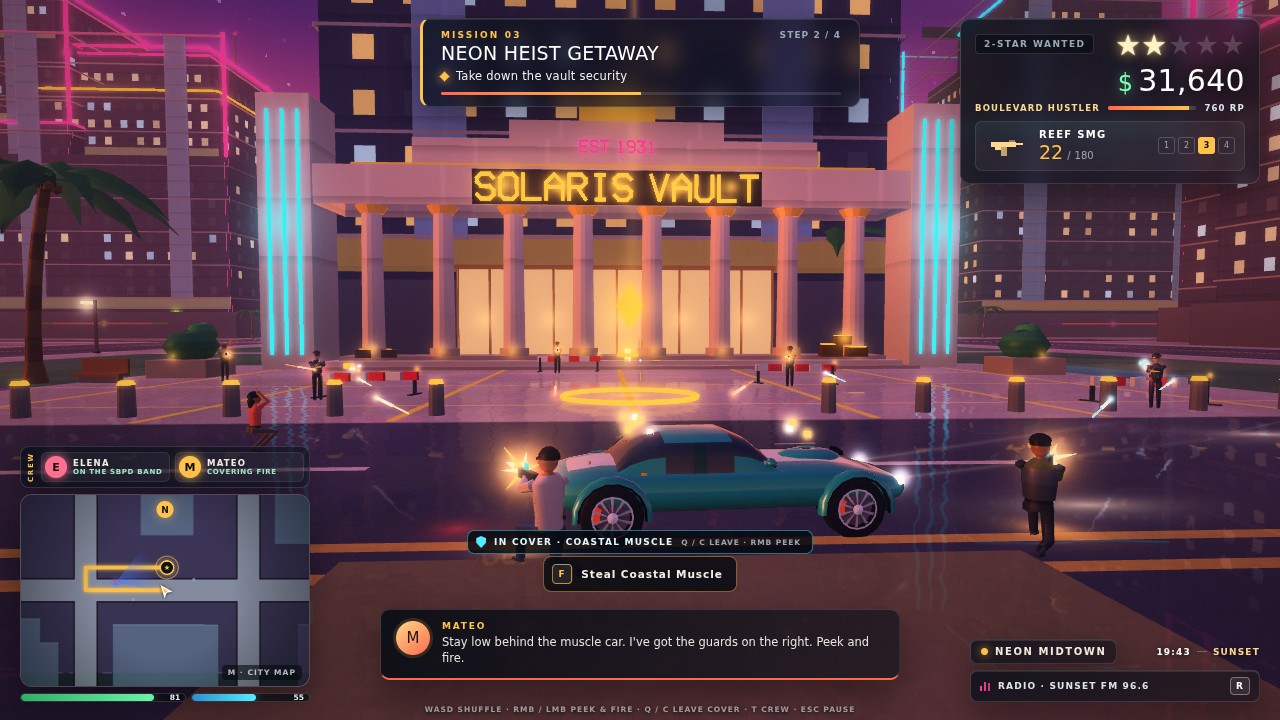 MISSION 03
STEP 2 / 4
NEON HEIST GETAWAY
Take down the vault security
2-STAR WANTED
$ 31,640
BOULEVARD HUSTLER
760 RP
REEF SMG
22 / 180
1 2 3 4
EST 1931
SOLARIS VAULT
CREW
E
ELENA
ON THE SBPD BAND
M
MATEO
COVERING FIRE
N
M · CITY MAP
81
55
IN COVER · COASTAL MUSCLE
Q / C LEAVE · RMB PEEK
F
Steal Coastal Muscle
M
MATEO
Stay low behind the muscle car. I've got the guards on the right. Peek and
fire.
NEON MIDTOWN
19:43 — SUNSET
RADIO · SUNSET FM 96.6
R
WASD SHUFFLE · RMB / LMB PEEK & FIRE · Q / C LEAVE COVER · T CREW · ESC PAUSE